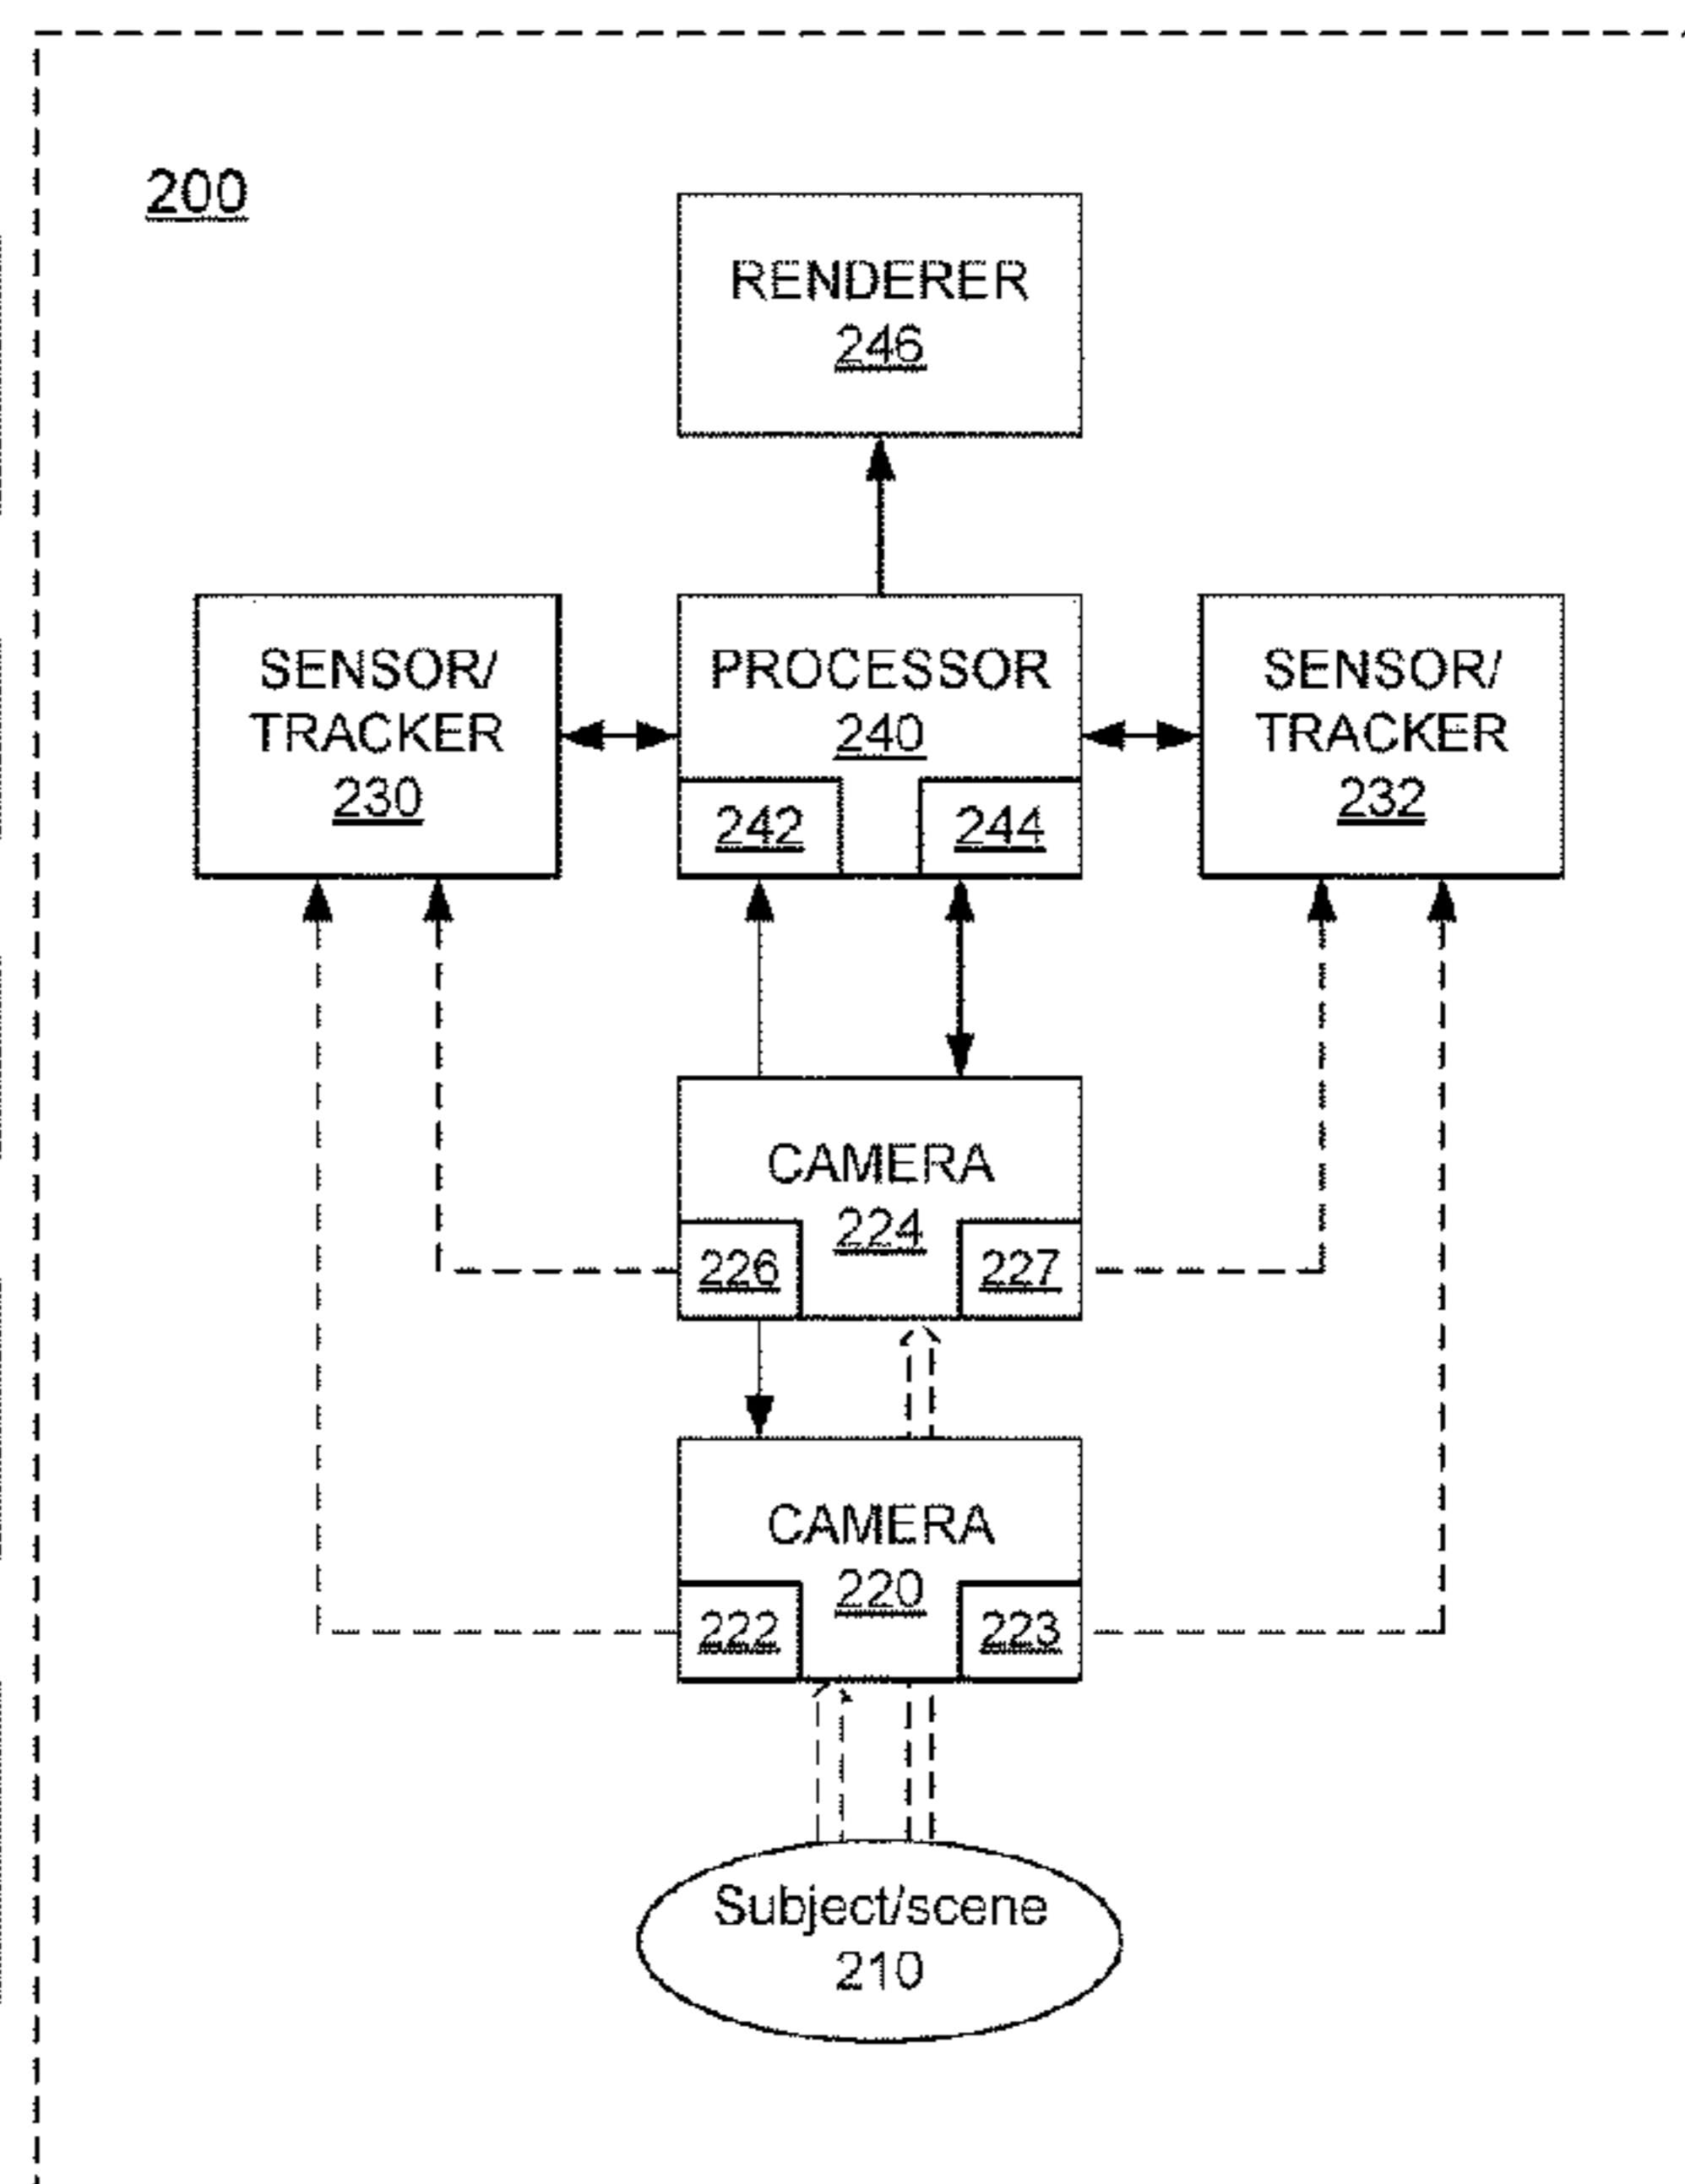 200
RENDERER
246
SENSOR/
TRACKER
230
PROCESSOR
240
242
244
SENSOR/
TRACKER
232
CAMERA
224
226
227
CAMERA
220
222
223
Subject/scene
210